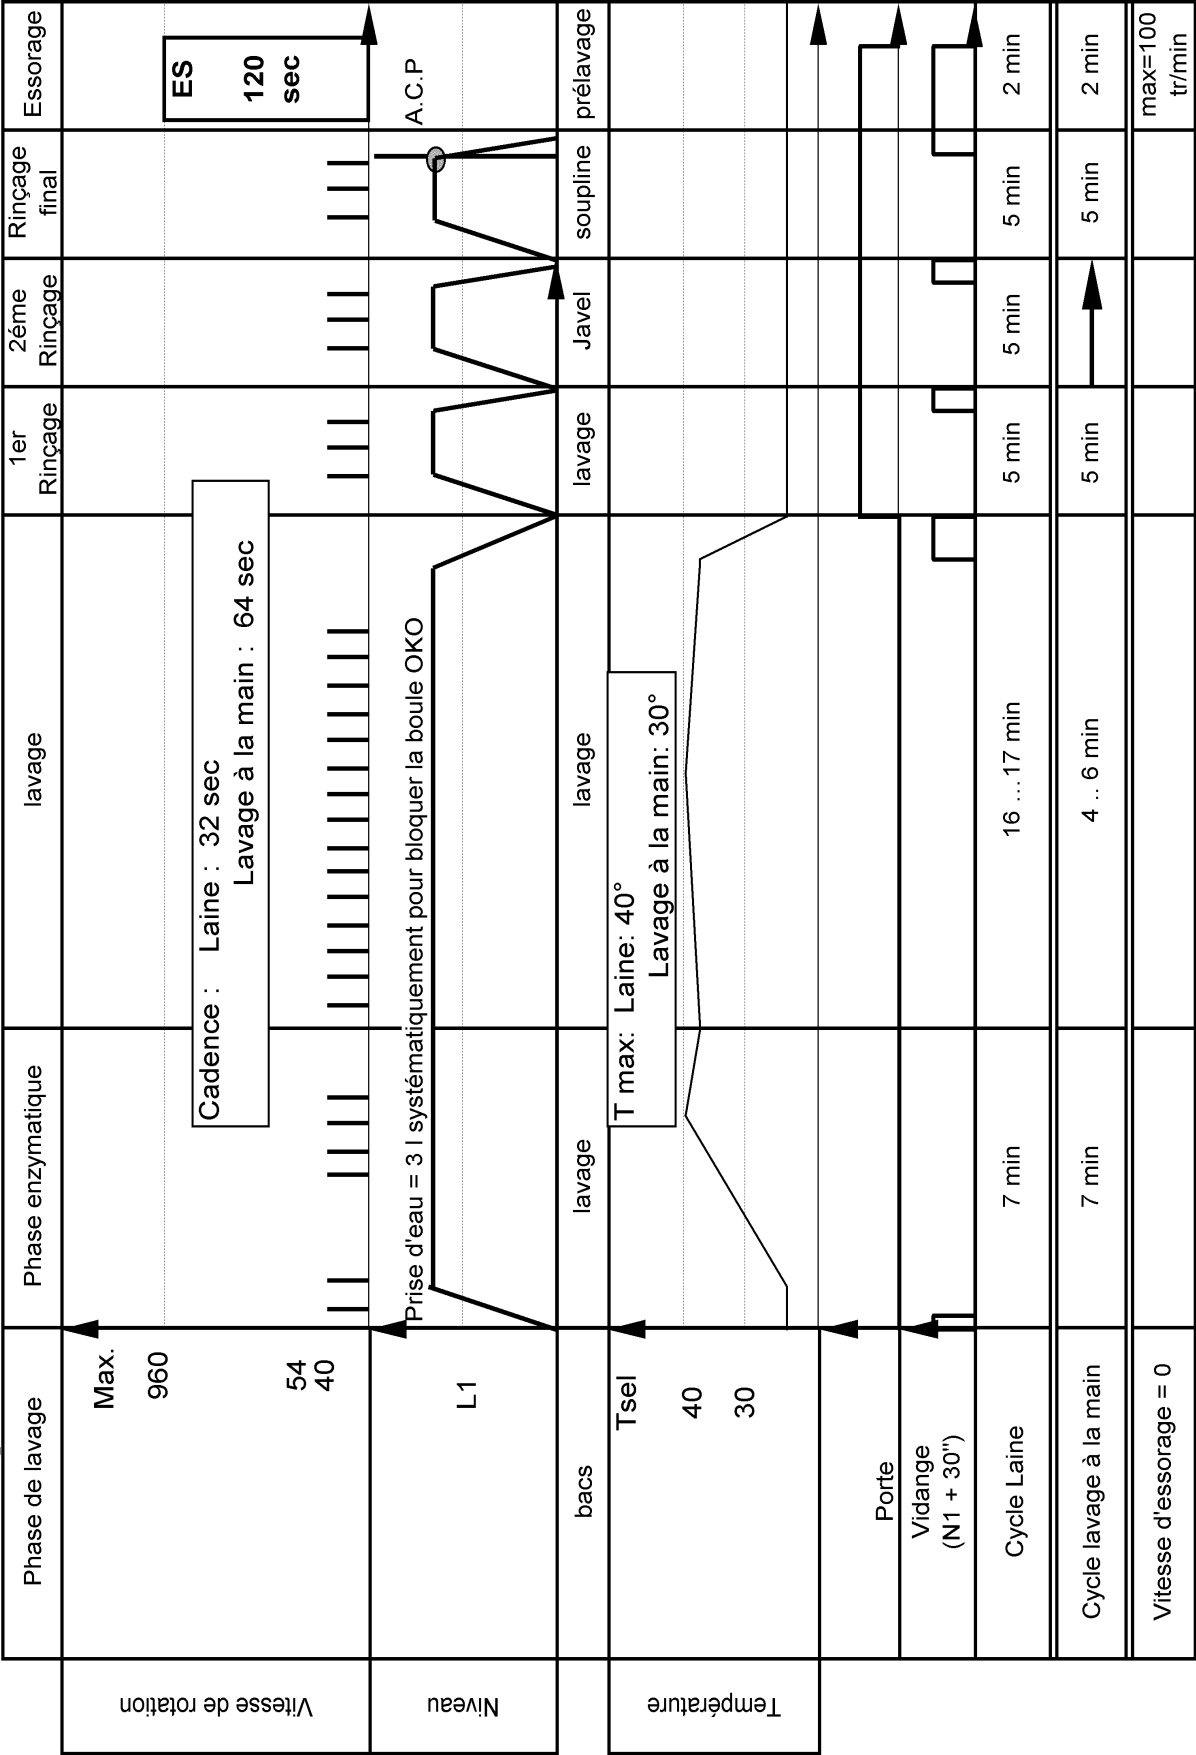 Phase de lavage
Phase enzymatique
lavage
1er
Rinçage
2éme
Rinçage
Rinçage
final
Essorage
Vitesse de rotation
Max.
960
54
40
Cadence :    Laine :  32 sec
Lavage à la main :  64 sec
ES
120
sec
Niveau
L1
Prise d'eau = 3 l systématiquement pour bloquer la boule OKO
A.C.P
bacs
lavage
lavage
lavage
Javel
soupline
prélavage
Température
Tsel
40
30
T max:   Laine: 40°
Lavage à la main: 30°
Porte
Vidange
(N1 + 30")
Cycle Laine
7 min
16 …17 min
5 min
5 min
5 min
2 min
Cycle lavage à la main
7 min
4 .. 6 min
5 min
5 min
2 min
Vitesse d'essorage = 0
max=100
tr/min